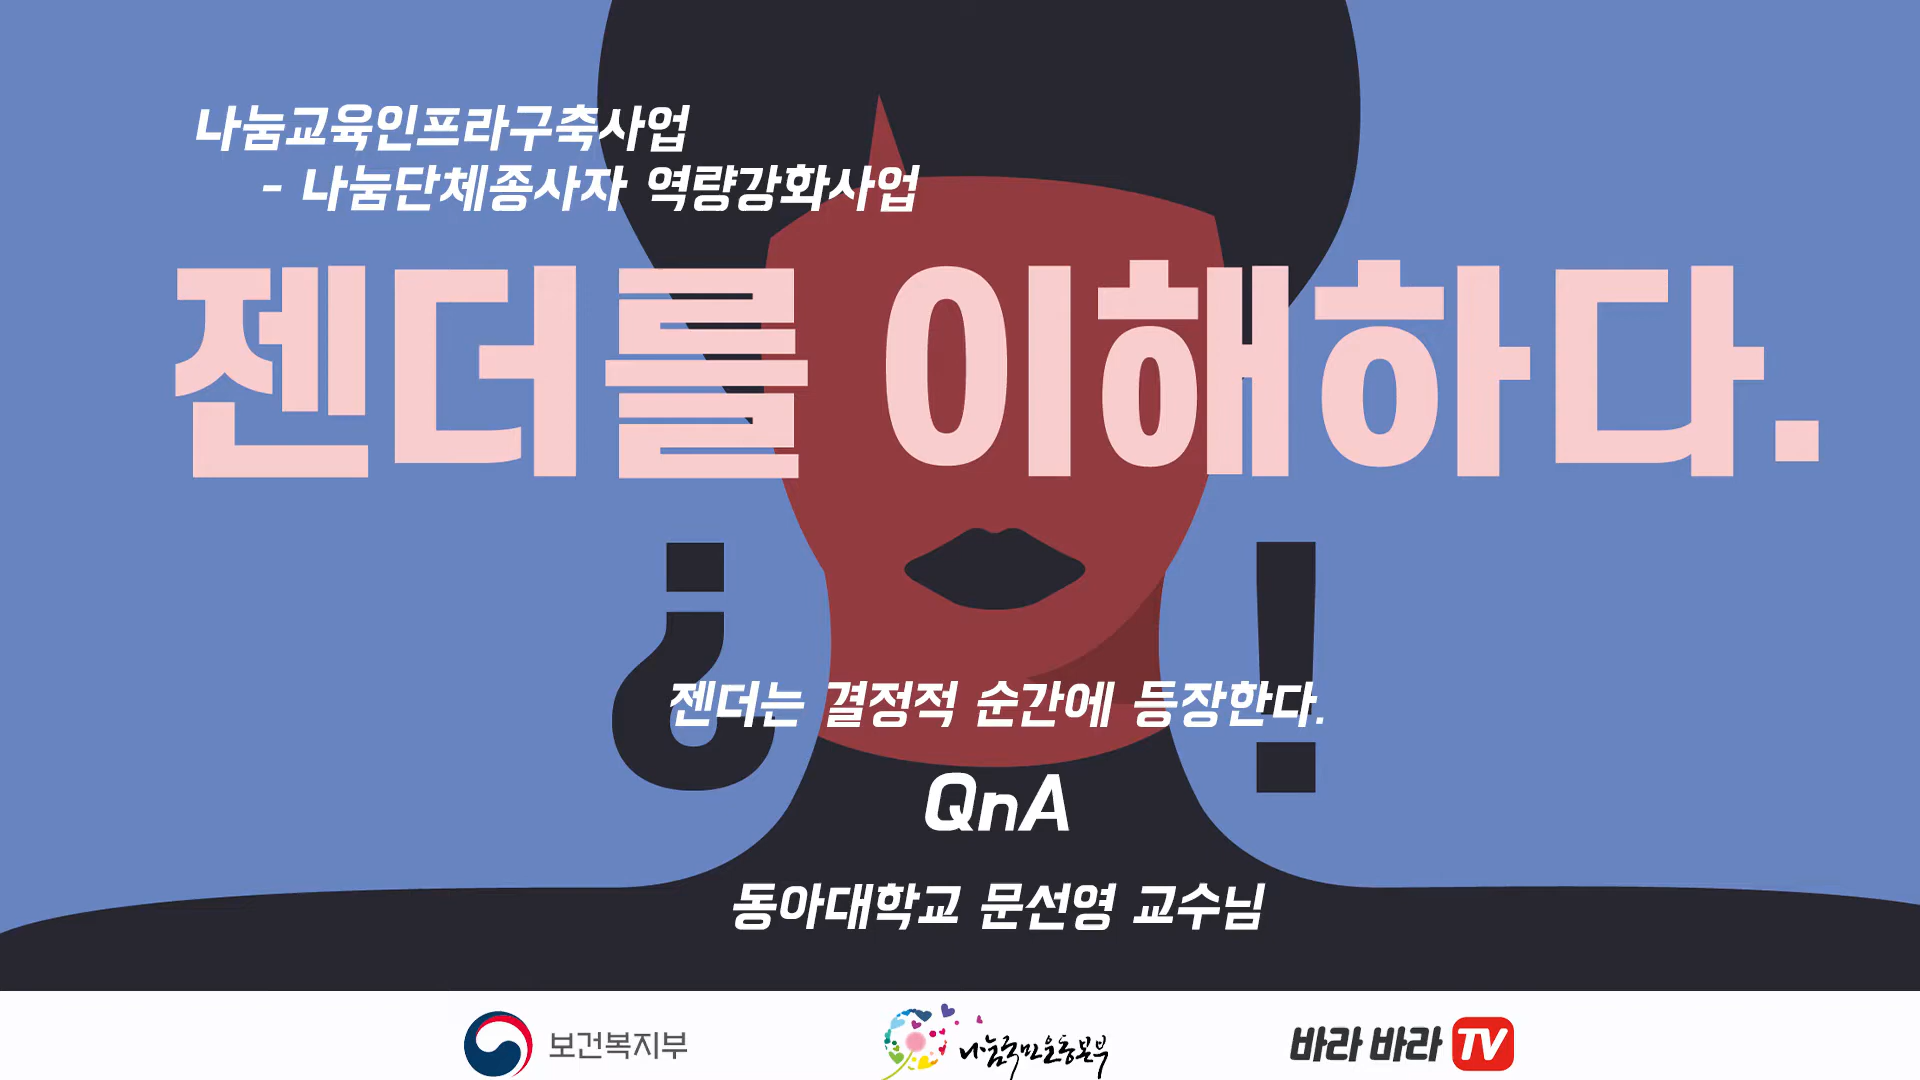 나눔교육인프라구축사업
- 나눔단체종사자 역량강화사업
젠더를 이해하다.
¿ !
젠더는 결정적 순간에 등장한다.
QnA
동아대학교 문선영 교수님
보건복지부
나눔국민운동본부
바라 바라 TV